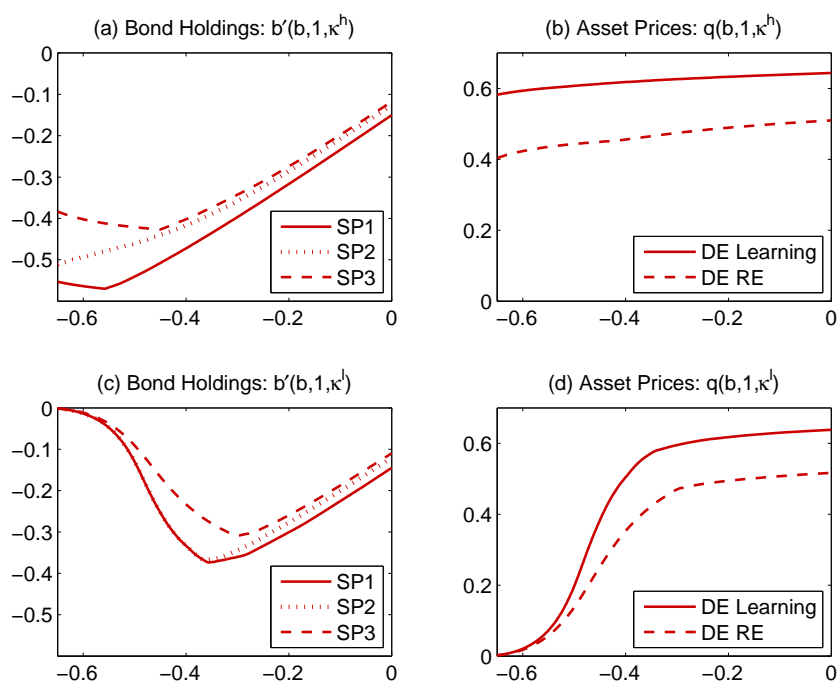 (a) Bond Holdings: b′(b,1,κʰ)
0
−0.1
−0.2
−0.3
−0.4
−0.5
−0.6 −0.4 −0.2 0
SP1
SP2
SP3
(b) Asset Prices: q(b,1,κʰ)
0.6
0.4
0.2
0
−0.6 −0.4 −0.2 0
DE Learning
DE RE
(c) Bond Holdings: b′(b,1,κˡ)
0
−0.1
−0.2
−0.3
−0.4
−0.5
−0.6 −0.4 −0.2 0
SP1
SP2
SP3
(d) Asset Prices: q(b,1,κˡ)
0.6
0.4
0.2
0
−0.6 −0.4 −0.2 0
DE Learning
DE RE